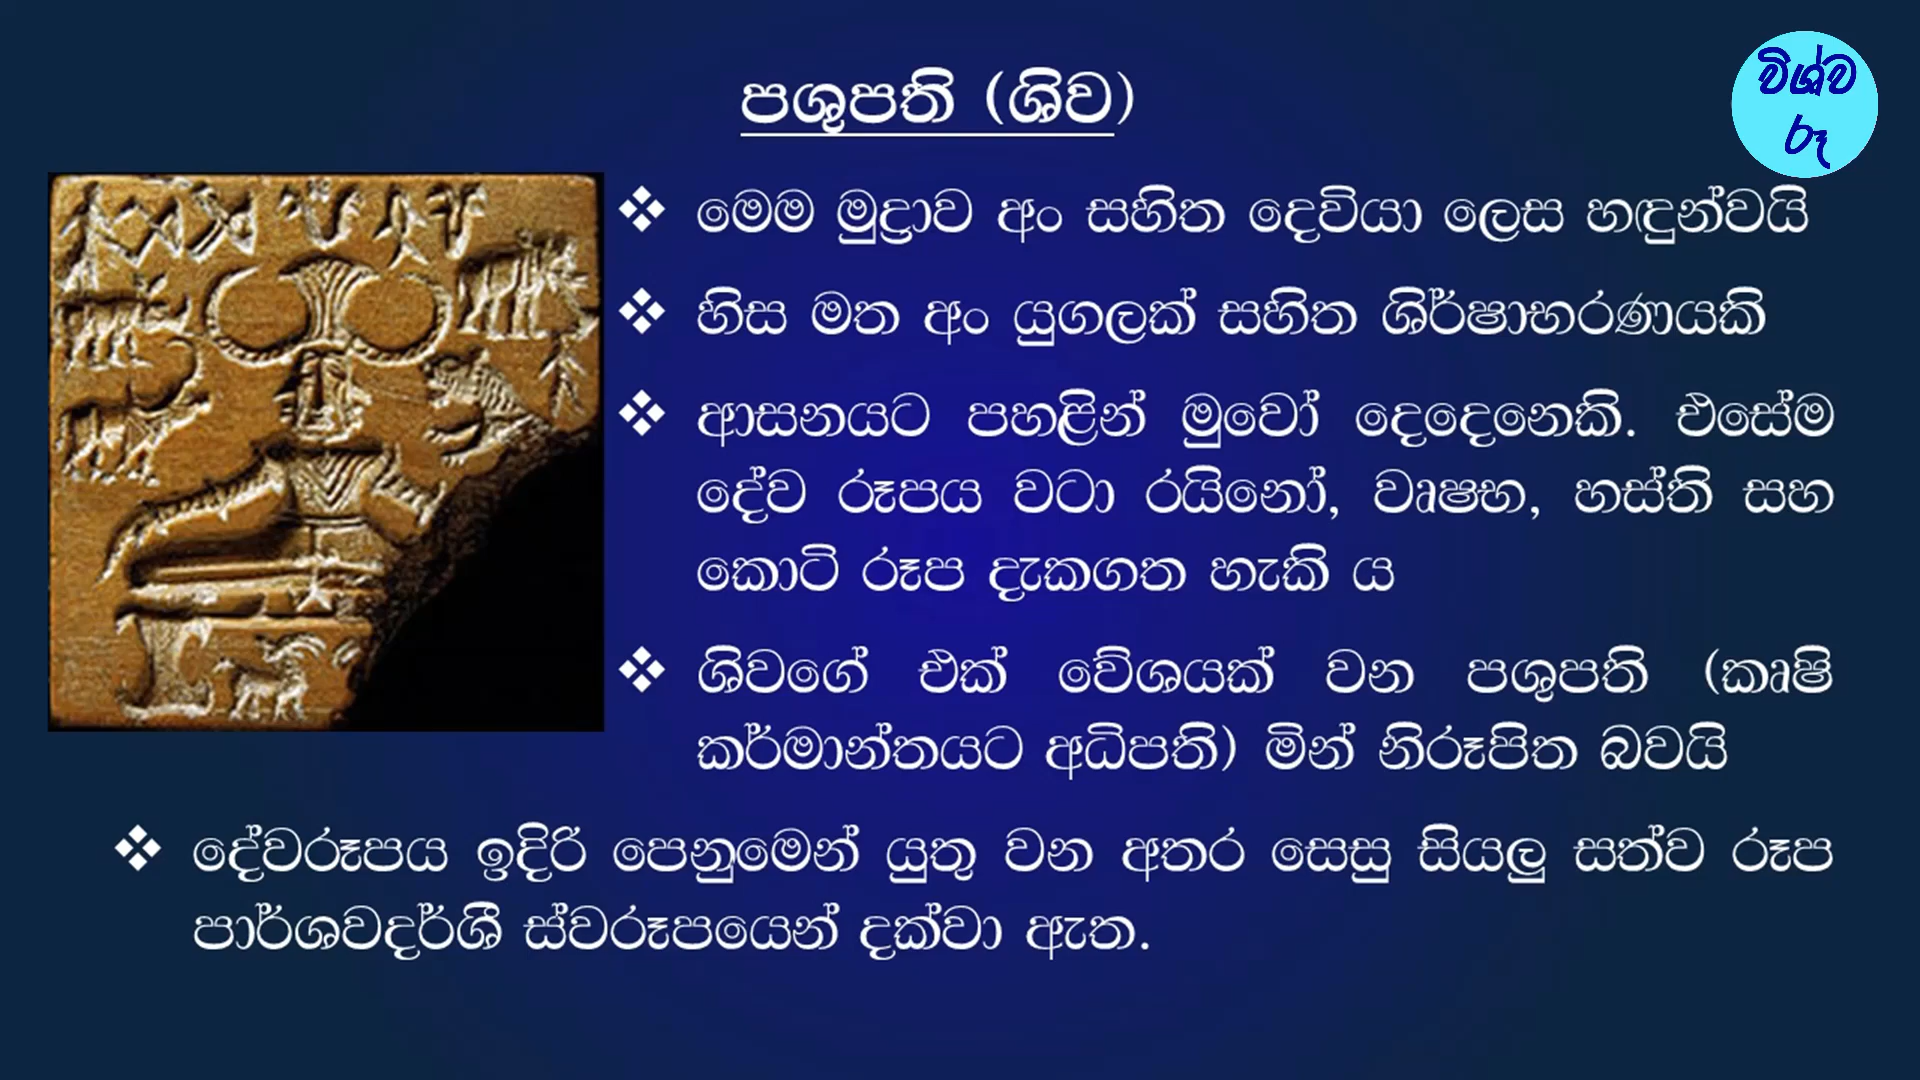 පශුපති (ශිව)
විශ්ව
රූ
❖ මෙම මුද්‍රාව අං සහිත දෙවියා ලෙස හඳුන්වයි
❖ හිස මත අං යුගලක් සහිත ශිර්ෂාභරණයකි
❖ ආසනයට පහළින් මුවෝ දෙදෙනෙකි. එසේම
දේව රූපය වටා රයිනෝ, වෘෂභ, හස්ති සහ
කොටි රූප දැකගත හැකි ය
❖ ශිවගේ එක් වේශයක් වන පශුපති (කෘෂි
කර්මාන්තයට අධිපති) මින් නිරූපිත බවයි
❖ දේවරූපය ඉදිරි පෙනුමෙන් යුතු වන අතර සෙසු සියලු සත්ව රූප
පාර්ශවදර්ශී ස්වරූපයෙන් දක්වා ඇත.